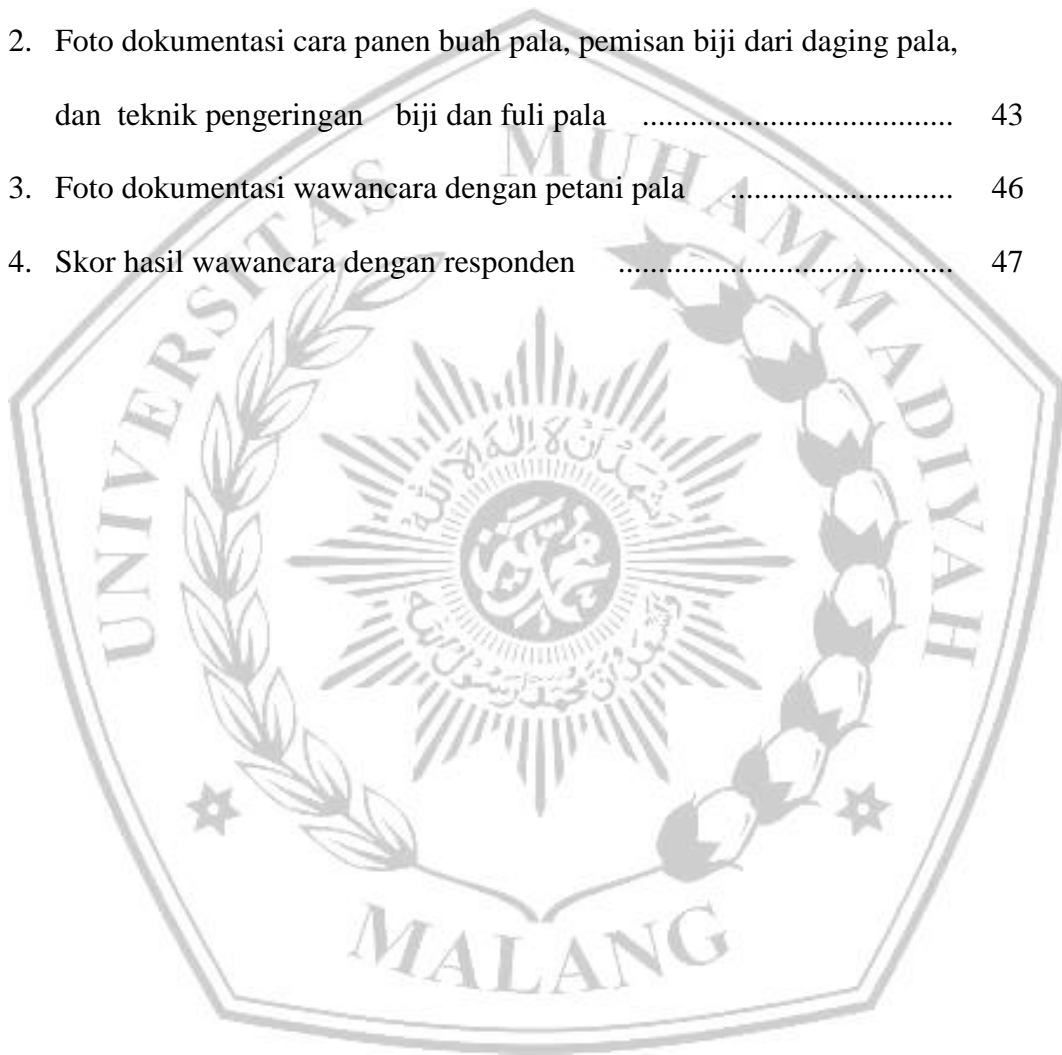 2. Foto dokumentasi cara panen buah pala, pemisan biji dari daging pala,
dan teknik pengeringan biji dan fuli pala .................................... 43
3. Foto dokumentasi wawancara dengan petani pala .......................... 46
4. Skor hasil wawancara dengan responden ....................................... 47
UNIVERSITAS MUHAMMADIYAH
MALANG